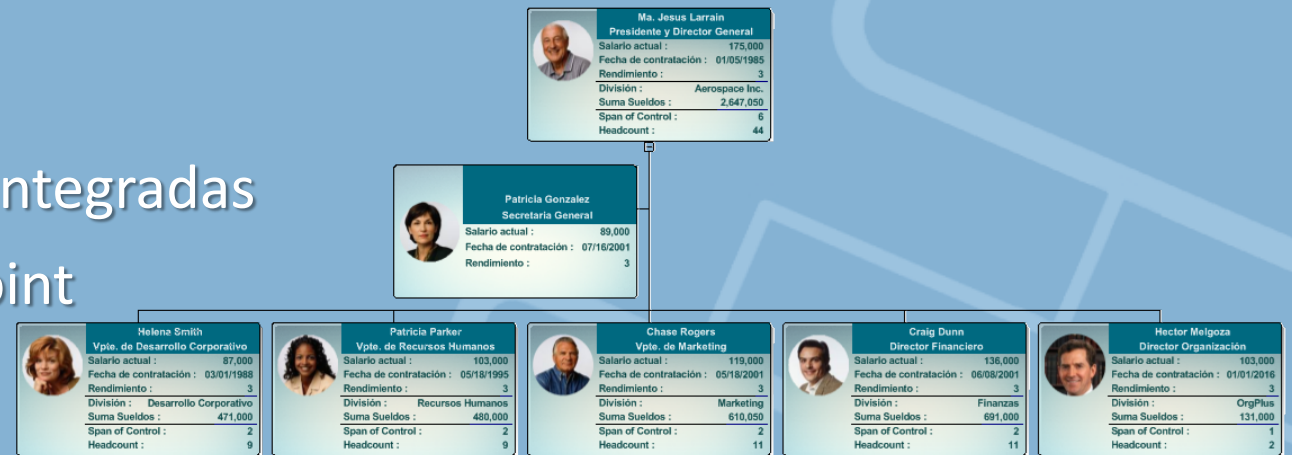 Ma. Jesus Larrain
Presidente y Director General
Salario actual : 175,000
Fecha de contratación : 01/05/1985
Rendimiento : 3
División : Aerospace Inc.
Suma Sueldos : 2,647,050
Span of Control : 6
Headcount : 44
ntegradas
oint
Patricia Gonzalez
Secretaria General
Salario actual : 89,000
Fecha de contratación : 07/16/2001
Rendimiento : 3
Helena Smith
Vpte. de Desarrollo Corporativo
Salario actual : 87,000
Fecha de contratación : 03/01/1988
Rendimiento : 3
División : Desarrollo Corporativo
Suma Sueldos : 471,000
Span of Control : 2
Headcount : 9
Patricia Parker
Vpte. de Recursos Humanos
Salario actual : 103,000
Fecha de contratación : 05/18/1995
Rendimiento : 3
División : Recursos Humanos
Suma Sueldos : 480,000
Span of Control : 2
Headcount : 9
Chase Rogers
Vpte. de Marketing
Salario actual : 119,000
Fecha de contratación : 05/18/2001
Rendimiento : 3
División : Marketing
Suma Sueldos : 610,050
Span of Control : 2
Headcount : 11
Craig Dunn
Director Financiero
Salario actual : 136,000
Fecha de contratación : 06/08/2001
Rendimiento : 3
División : Finanzas
Suma Sueldos : 691,000
Span of Control : 2
Headcount : 11
Hector Melgoza
Director Organización
Salario actual : 103,000
Fecha de contratación : 01/01/2016
Rendimiento : 3
División : OrgPlus
Suma Sueldos : 131,000
Span of Control : 1
Headcount : 2